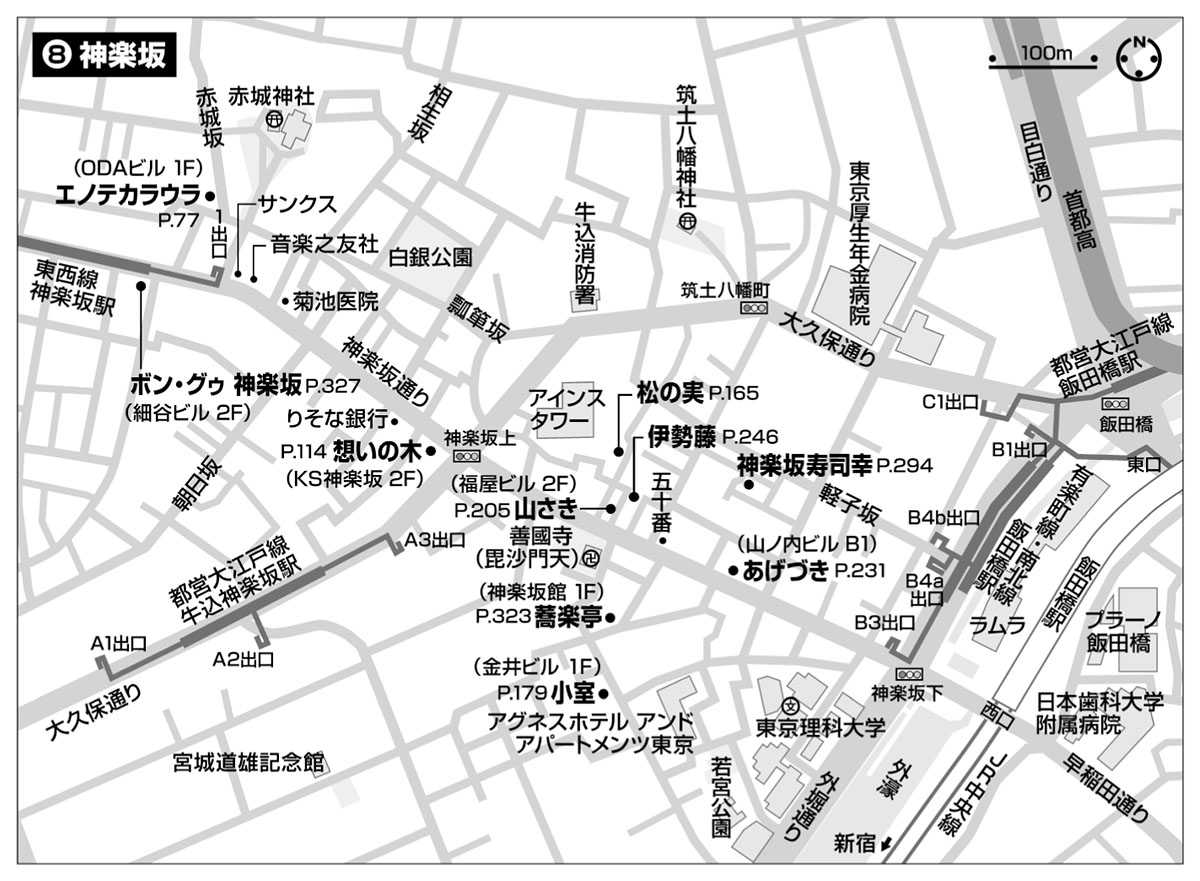 ❽ 神楽坂
100m
N
赤城坂
赤城神社
相生坂
筑土八幡神社
目白通り
首都高
東京厚生年金病院
(ODAビル 1F)
エノテカラウラ
P.77
1出口
サンクス
音楽之友社
白銀公園
牛込消防署
東西線
神楽坂駅
菊池医院
瓢箪坂
筑土八幡町
大久保通り
都営大江戸線
飯田橋駅
神楽坂通り
ボン・グゥ 神楽坂 P.327
(細谷ビル 2F)
りそな銀行
アインス
タワー
松の実 P.165
C1出口
飯田橋
P.114 想いの木
(KS神楽坂 2F)
神楽坂上
伊勢藤 P.246
B1出口
東口
神楽坂寿司幸 P.294
朝日坂
(福屋ビル 2F)
P.205 山さき
五十番
軽子坂
B4b出口
有楽町線・南北線
飯田橋駅
善國寺
(毘沙門天)
A3出口
(山ノ内ビル B1)
あげづき P.231
B4a
出口
飯田橋駅
都営大江戸線
牛込神楽坂駅
(神楽坂館 1F)
P.323 蕎楽亭
B3出口
ラムラ
プラーノ
飯田橋
A1出口
A2出口
(金井ビル 1F)
P.179 小室
神楽坂下
大久保通り
アグネスホテル アンド
アパートメンツ東京
文
東京理科大学
西口
日本歯科大学
附属病院
宮城道雄記念館
若宮公園
外堀通り
外濠
JR中央線
早稲田通り
新宿